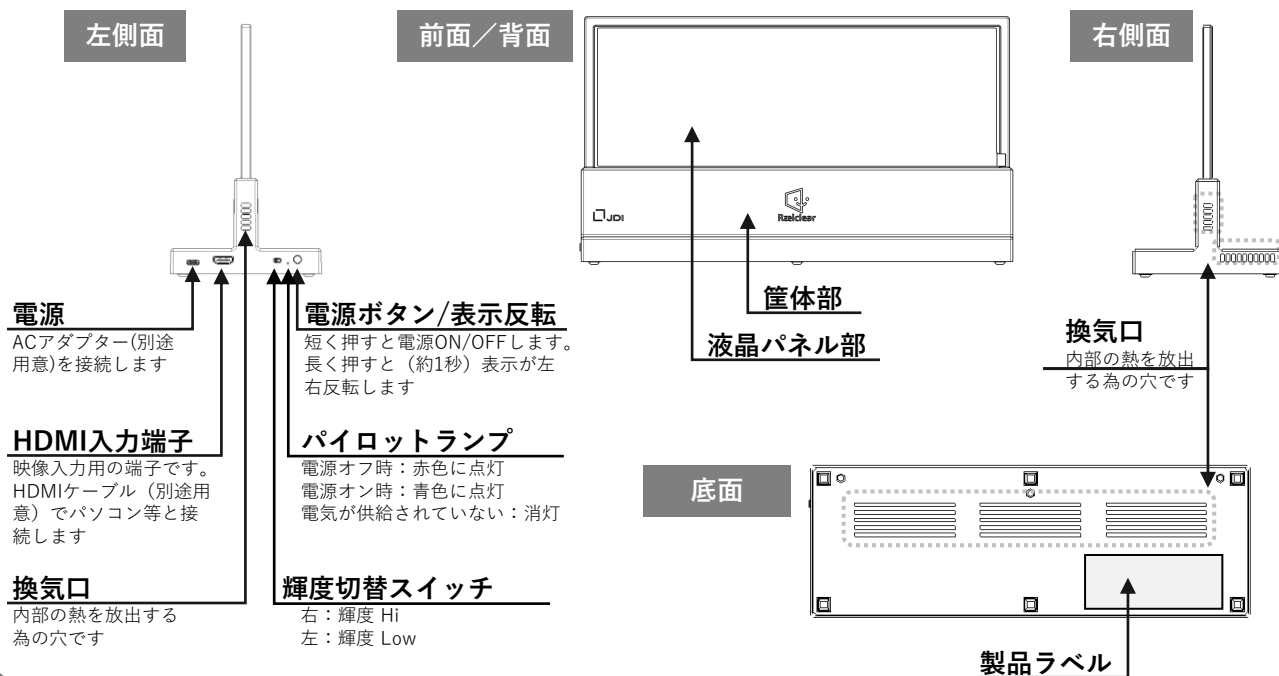 左側面
電源
ACアダプター(別途
用意)を接続します
HDMI入力端子
映像入力用の端子です。
HDMIケーブル（別途用
意）でパソコン等と接
続します
換気口
内部の熱を放出する
為の穴です
電源ボタン/表示反転
短く押すと電源ON/OFFします。
長く押すと（約1秒）表示が左
右反転します
パイロットランプ
電源オフ時：赤色に点灯
電源オン時：青色に点灯
電気が供給されていない：消灯
輝度切替スイッチ
右：輝度 Hi
左：輝度 Low
前面／背面
JDI
Rælclear
筐体部
液晶パネル部
右側面
換気口
内部の熱を放出
する為の穴です
底面
製品ラベル